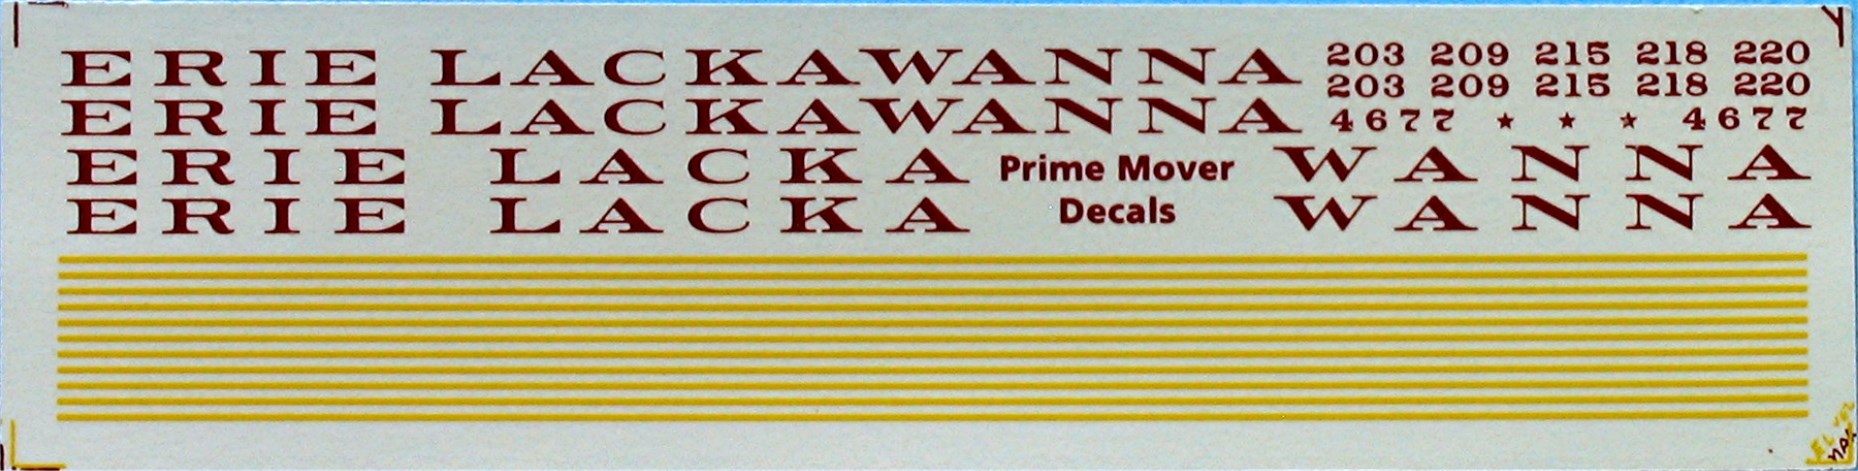 ERIE LACKAWANNA 203 209 215 218 220
203 209 215 218 220
ERIE LACKAWANNA 4677 ★ ★ ★ 4677
ERIE LACKA Prime Mover WANNA
ERIE LACKA Decals WANNA